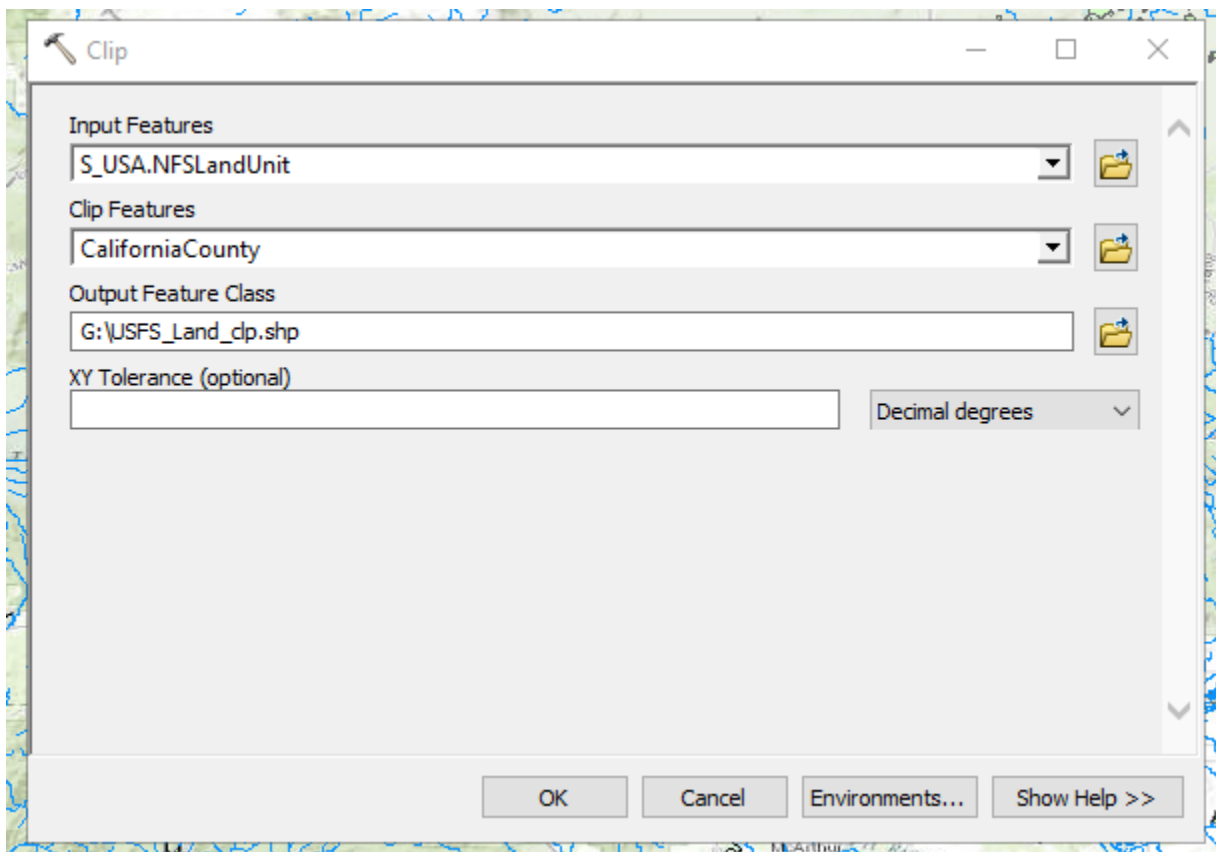 Clip
Input Features
S_USA.NFSLandUnit
Clip Features
CaliforniaCounty
Output Feature Class
G:\USFS_Land_clp.shp
XY Tolerance (optional)
Decimal degrees
OK Cancel Environments... Show Help >>
McArthur